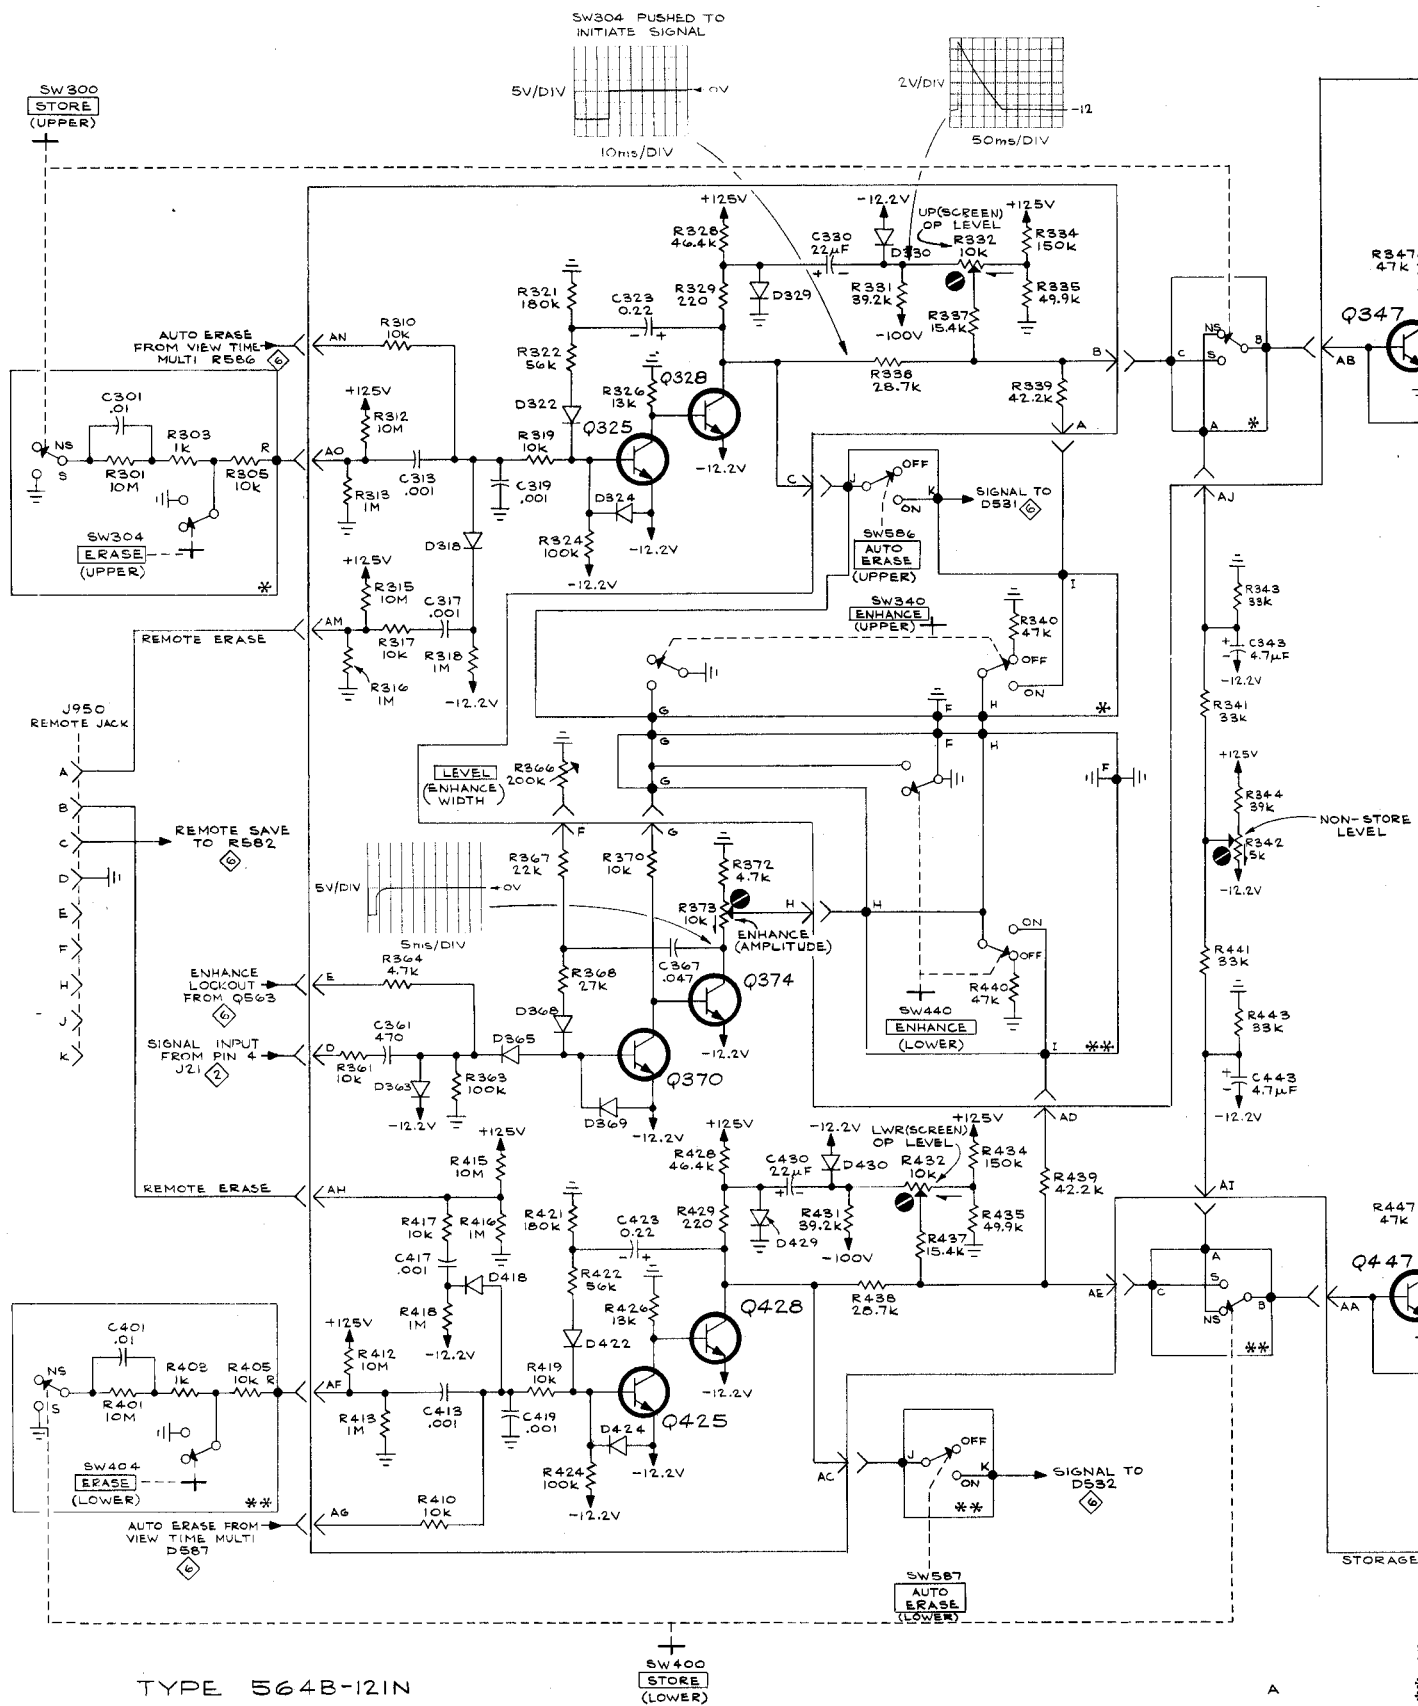 SW304 PUSHED TO
INITIATE SIGNAL
5V/DIV
0V
10ms/DIV
2V/DIV
-12
50ms/DIV
SW300
STORE
(UPPER)
+125V
R328
46.4K
C330
22µF
+ -
-12.2V
D330
UP(SCREEN)
OP LEVEL
R332
10K
+125V
R334
150K
R347
47K
R321
180K
C323
0.22
- +
R329
220
D329
R331
39.2K
-100V
R337
15.4K
R335
49.9K
Q347
AUTO ERASE
FROM VIEW TIME
MULTI R586
6
AN
R310
10K
R322
56K
R326
13K
Q328
R338
28.7K
R339
42.2K
B
C
NS
S
B
AB
A
*
C301
.01
+125V
R312
10M
D322
Q325
-12.2V
A
NS
S
R301
10M
R303
1K
R305
10K
R
AO
R313
1M
C313
.001
R319
10K
C319
.001
D324
R324
100K
-12.2V
-12.2V
C
J
OFF
ON
K
SIGNAL TO
D531
6
AJ
SW304
ERASE
(UPPER)
*
D318
SW586
AUTO
ERASE
(UPPER)
I
+125V
R315
10M
C317
.001
SW340
ENHANCE
(UPPER)
R340
47K
R343
33K
REMOTE ERASE
AM
R317
10K
R318
1M
R316
1M
-12.2V
OFF
ON
+
-
C343
4.7µF
-12.2V
J950
REMOTE JACK
G
F
H
*
R341
33K
G
F
H
A
LEVEL
(ENHANCE
WIDTH)
R366
200K
G
F
+125V
R344
39K
B
C
REMOTE SAVE
TO R582
6
F
G
R342
5K
NON-STORE
LEVEL
-12.2V
D
E
F
H
J
K
5V/DIV
0V
5ms/DIV
R367
22K
R370
10K
R372
4.7K
R373
10K
ENHANCE
(AMPLITUDE)
H
H
ON
OFF
R441
33K
ENHANCE
LOCKOUT
FROM Q563
6
E
R364
4.7K
R368
27K
C367
.047
Q374
R440
47K
SW440
ENHANCE
(LOWER)
R443
33K
SIGNAL INPUT
FROM PIN 4
J21
2
D
R361
10K
C361
470
D363
-12.2V
R363
100K
D365
D368
Q370
D369
-12.2V
-12.2V
I
**
+
-
C443
4.7µF
-12.2V
+125V
R415
10M
+125V
R428
46.4K
C430
22µF
+ -
-12.2V
D430
LWR(SCREEN)
OP LEVEL
R432
10K
+125V
R434
150K
AD
R439
42.2K
REMOTE ERASE
AH
AI
R417
10K
R416
1M
R421
180K
C423
0.22
- +
R429
220
D429
R431
39.2K
-100V
R437
15.4K
R435
49.9K
R447
47K
C417
.001
D418
R422
56K
R426
13K
Q428
R438
28.7K
AE
C
A
S
NS
B
**
AA
Q447
R418
1M
-12.2V
D422
-12.2V
C401
.01
+125V
R412
10M
NS
S
R401
10M
R403
1K
R405
10K
R
AF
R413
1M
C413
.001
C419
.001
R419
10K
Q425
D424
R424
100K
-12.2V
-12.2V
SW404
ERASE
(LOWER)
**
AC
J
OFF
ON
K
**
SIGNAL TO
D532
6
AUTO ERASE FROM
VIEW TIME MULTI
D587
6
AG
R410
10K
STORAGE
SW587
AUTO
ERASE
(LOWER)
SW400
STORE
(LOWER)
TYPE 564B-121N
A